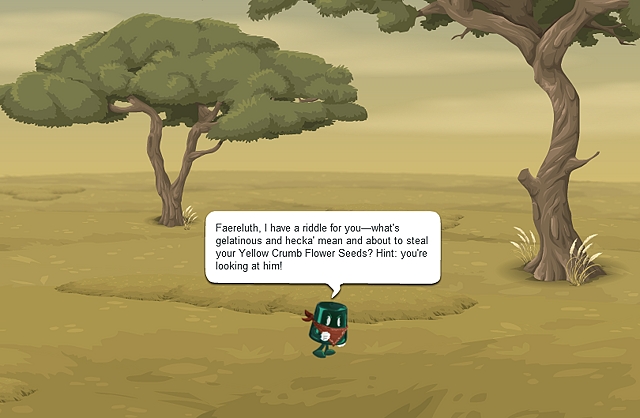 Faereluth, I have a riddle for you—what's
gelatinous and hecka' mean and about to steal
your Yellow Crumb Flower Seeds? Hint: you're
looking at him!